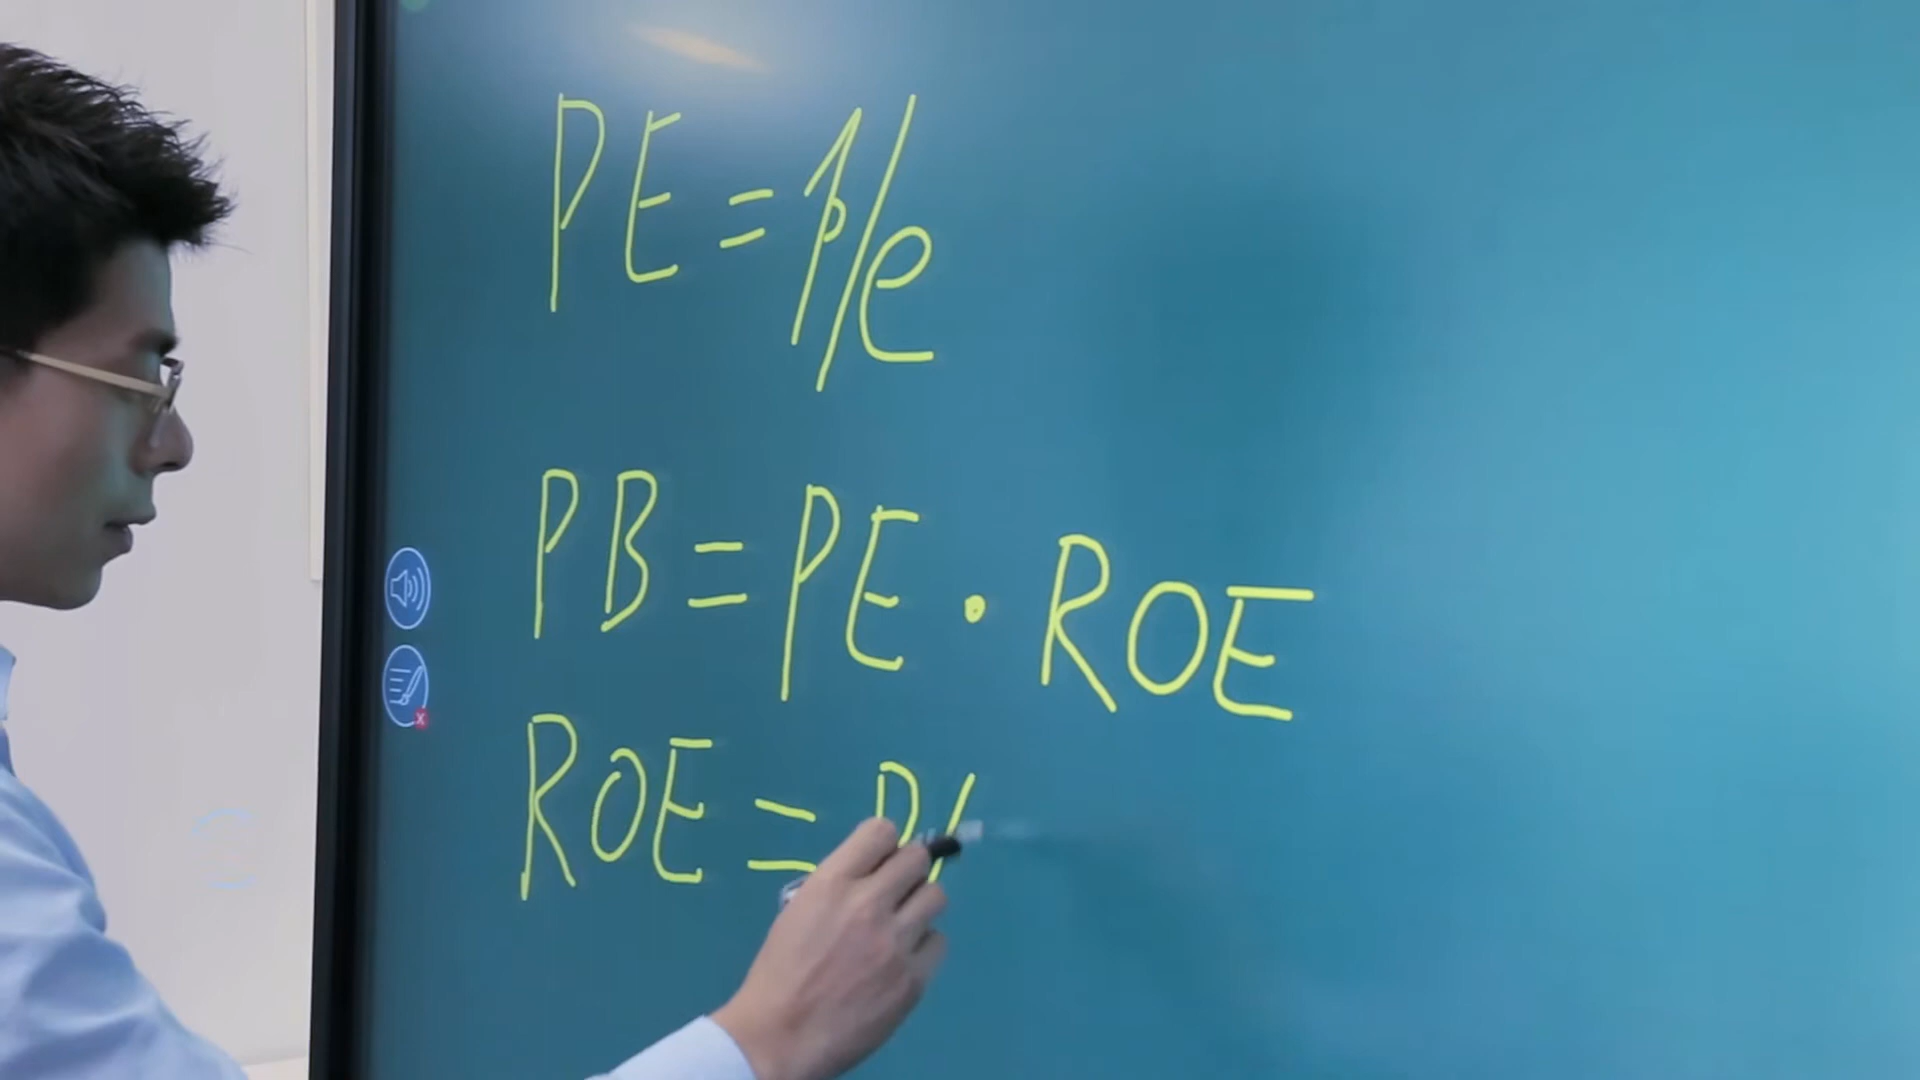 PE = p/e
PB = PE · ROE
ROE = P/